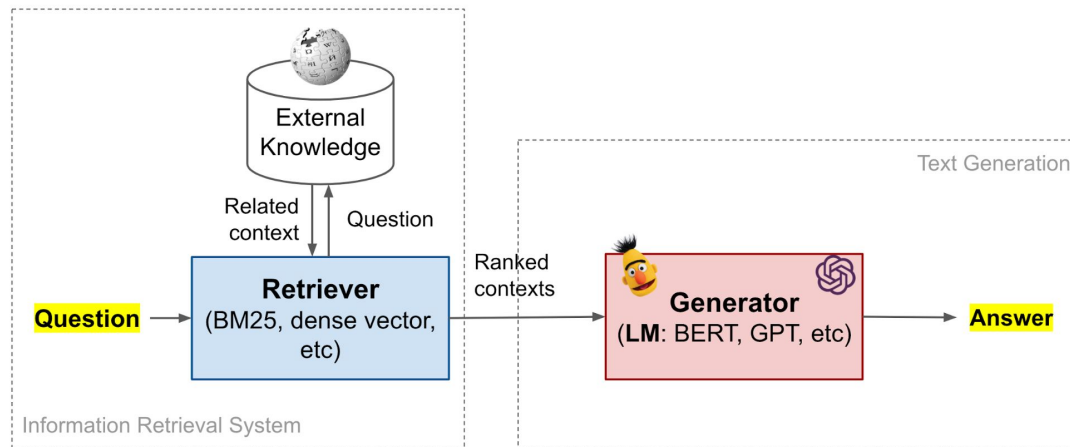 External
Knowledge
Text Generation
Related
context
Question
Ranked
contexts
Question
Retriever
(BM25, dense vector,
etc)
Generator
(LM: BERT, GPT, etc)
Answer
Information Retrieval System